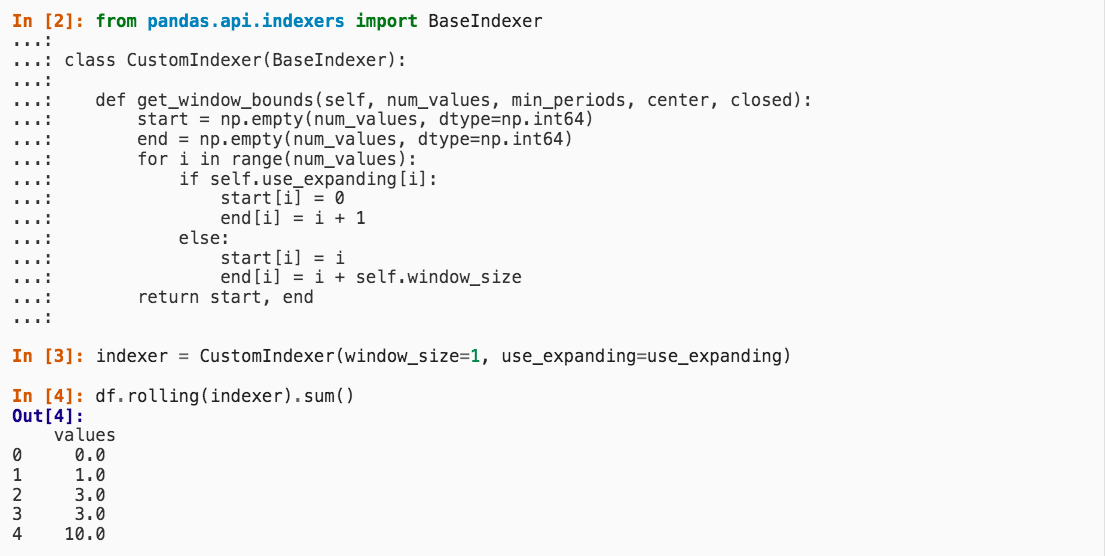 In [2]: from pandas.api.indexers import BaseIndexer
...:
...: class CustomIndexer(BaseIndexer):
...:
...:    def get_window_bounds(self, num_values, min_periods, center, closed):
...:        start = np.empty(num_values, dtype=np.int64)
...:        end = np.empty(num_values, dtype=np.int64)
...:        for i in range(num_values):
...:            if self.use_expanding[i]:
...:                start[i] = 0
...:                end[i] = i + 1
...:            else:
...:                start[i] = i
...:                end[i] = i + self.window_size
...:        return start, end
...:
In [3]: indexer = CustomIndexer(window_size=1, use_expanding=use_expanding)
In [4]: df.rolling(indexer).sum()
Out[4]:
    values
0     0.0
1     1.0
2     3.0
3     3.0
4    10.0